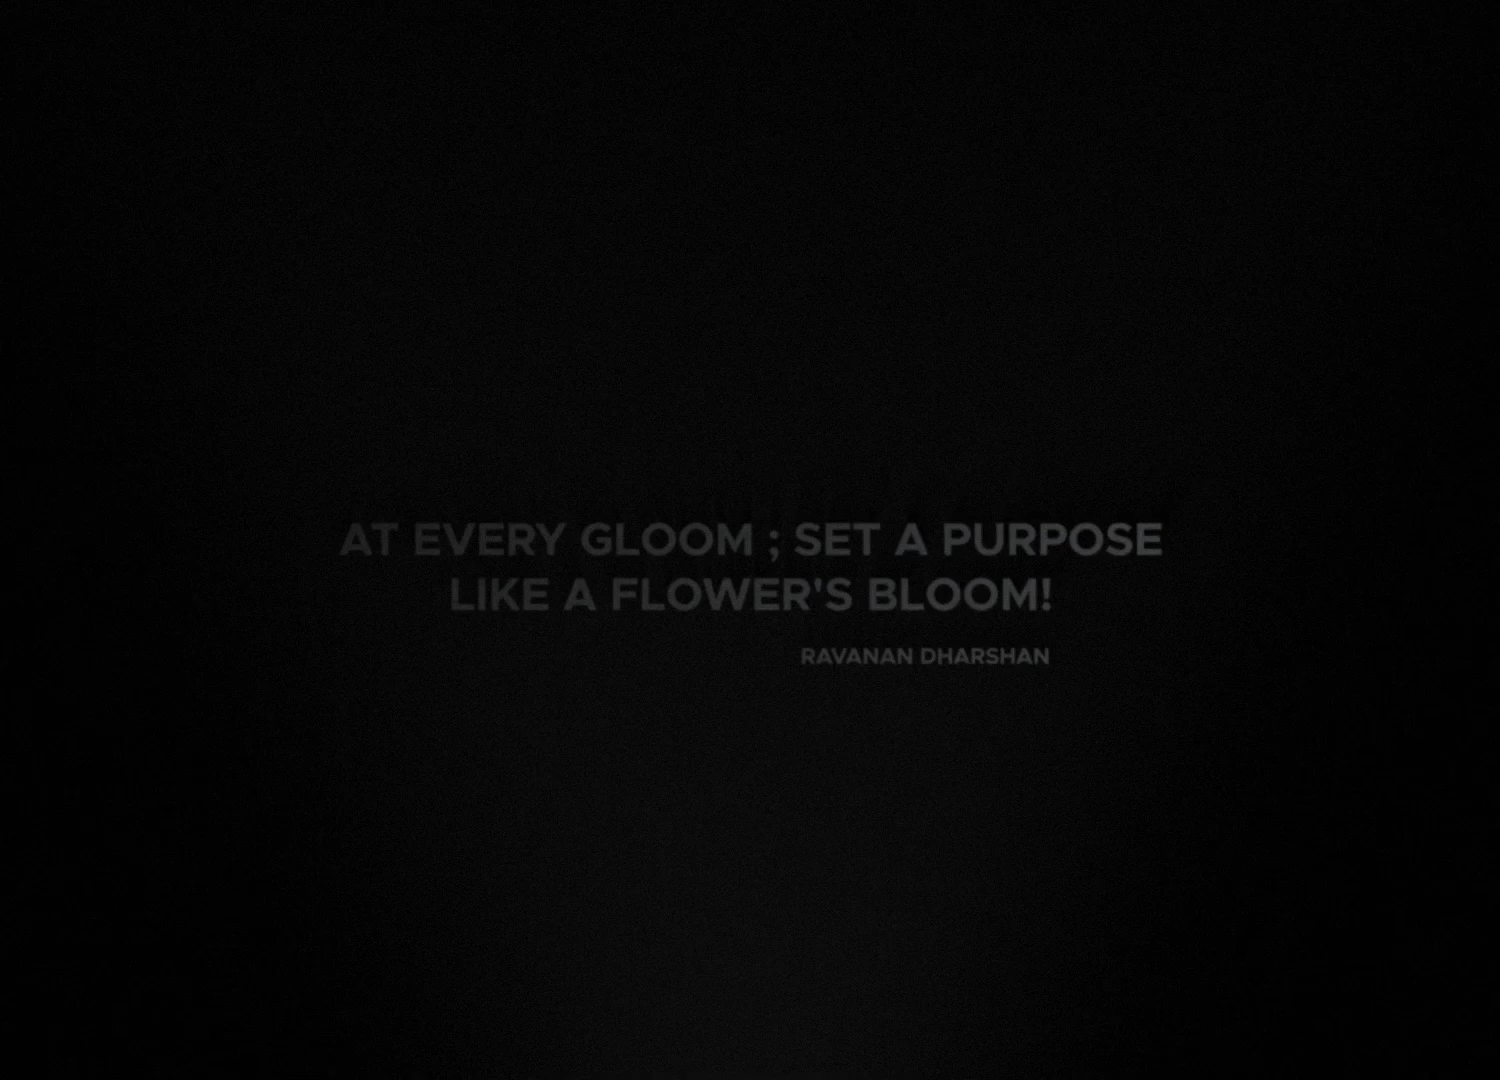 AT EVERY GLOOM ; SET A PURPOSE
LIKE A FLOWER'S BLOOM!
RAVANAN DHARSHAN